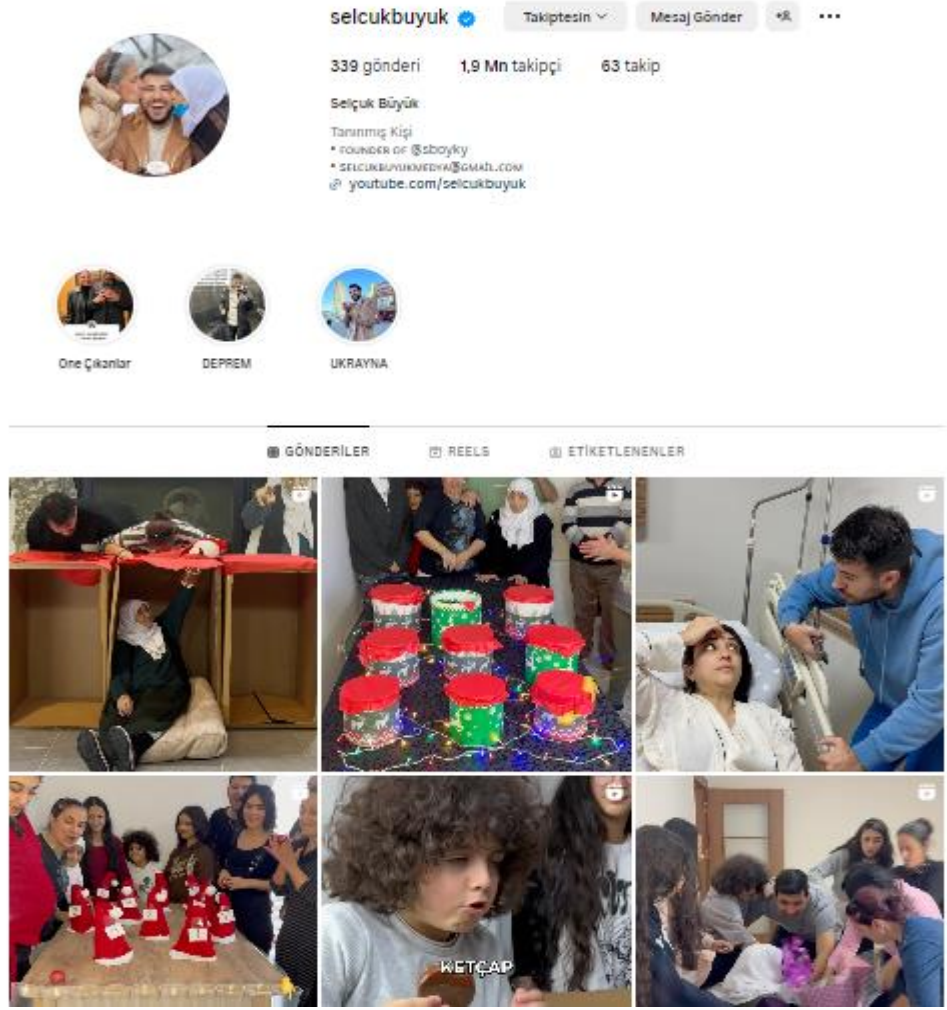 selcukbuyuk
Takiptesin
Mesaj Gönder
339 gönderi 1,9 Mn takipçi 63 takip
Selçuk Büyük
Tanınmış Kişi
• FOUNDER OF @sboyky
• SELCUKBUYUKMEDYA@GMAIL.COM
youtube.com/selcukbuyuk
Öne Çıkanlar
DEPREM
UKRAYNA
GÖNDERİLER
REELS
ETİKETLENENLER
KETÇAP